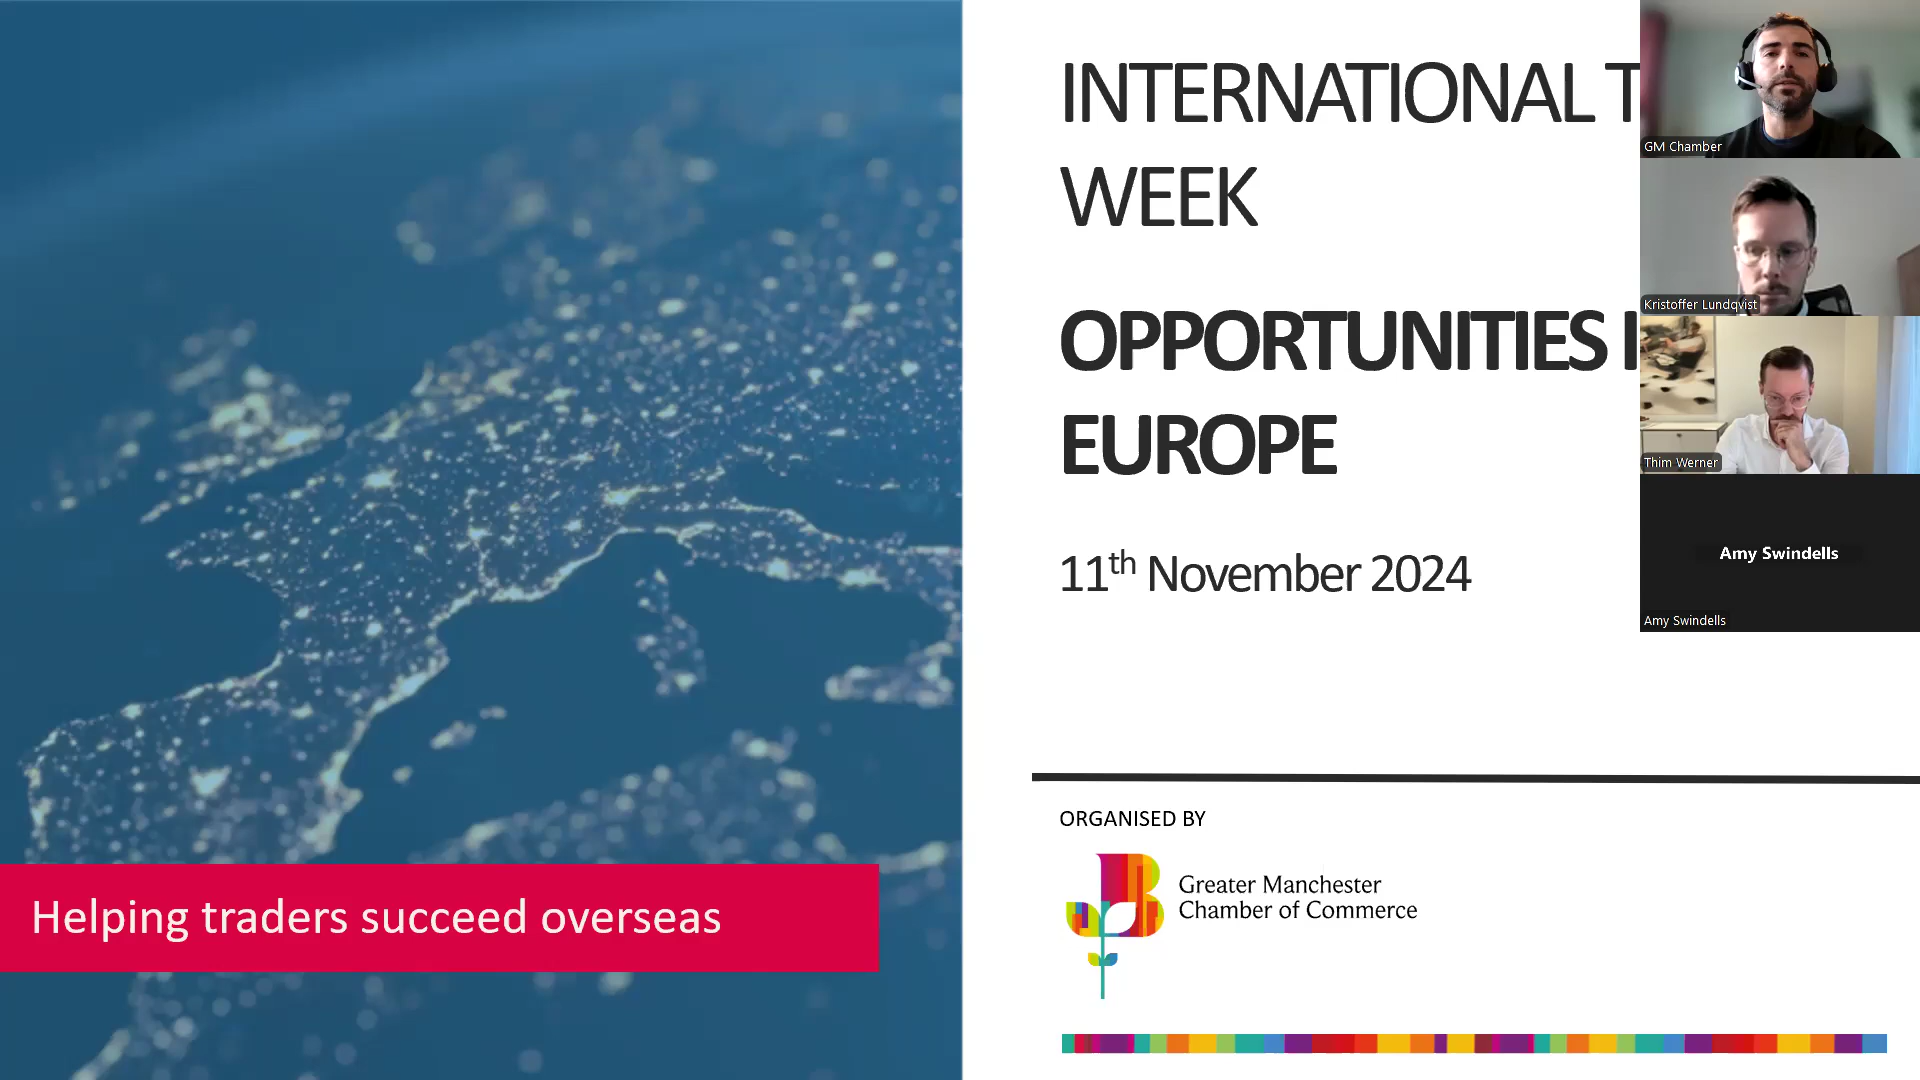 INTERNATIONAL T
WEEK
OPPORTUNITIES I
EUROPE
11th November 2024
ORGANISED BY
Greater Manchester
Chamber of Commerce
Helping traders succeed overseas
GM Chamber
Kristoffer Lundqvist
Thim Werner
Amy Swindells
Amy Swindells